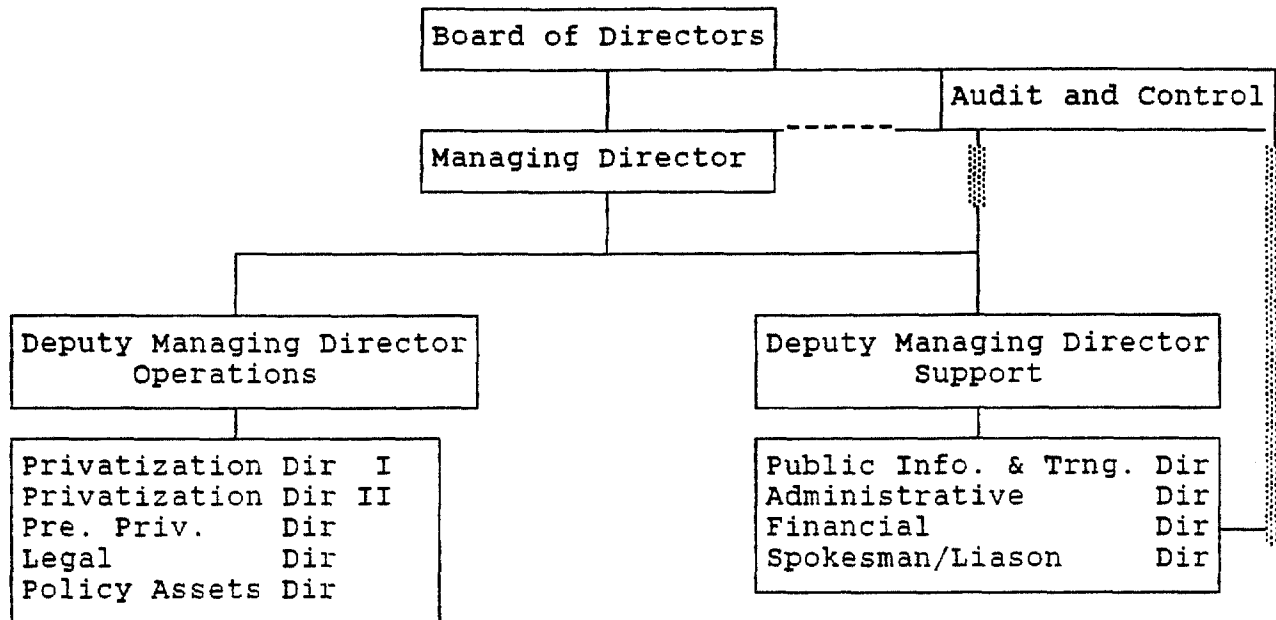 Board of Directors
Audit and Control
Managing Director
Deputy Managing Director
Operations
Deputy Managing Director
Support
Privatization Dir I
Privatization Dir II
Pre. Priv. Dir
Legal Dir
Policy Assets Dir
Public Info. & Trng. Dir
Administrative Dir
Financial Dir
Spokesman/Liason Dir